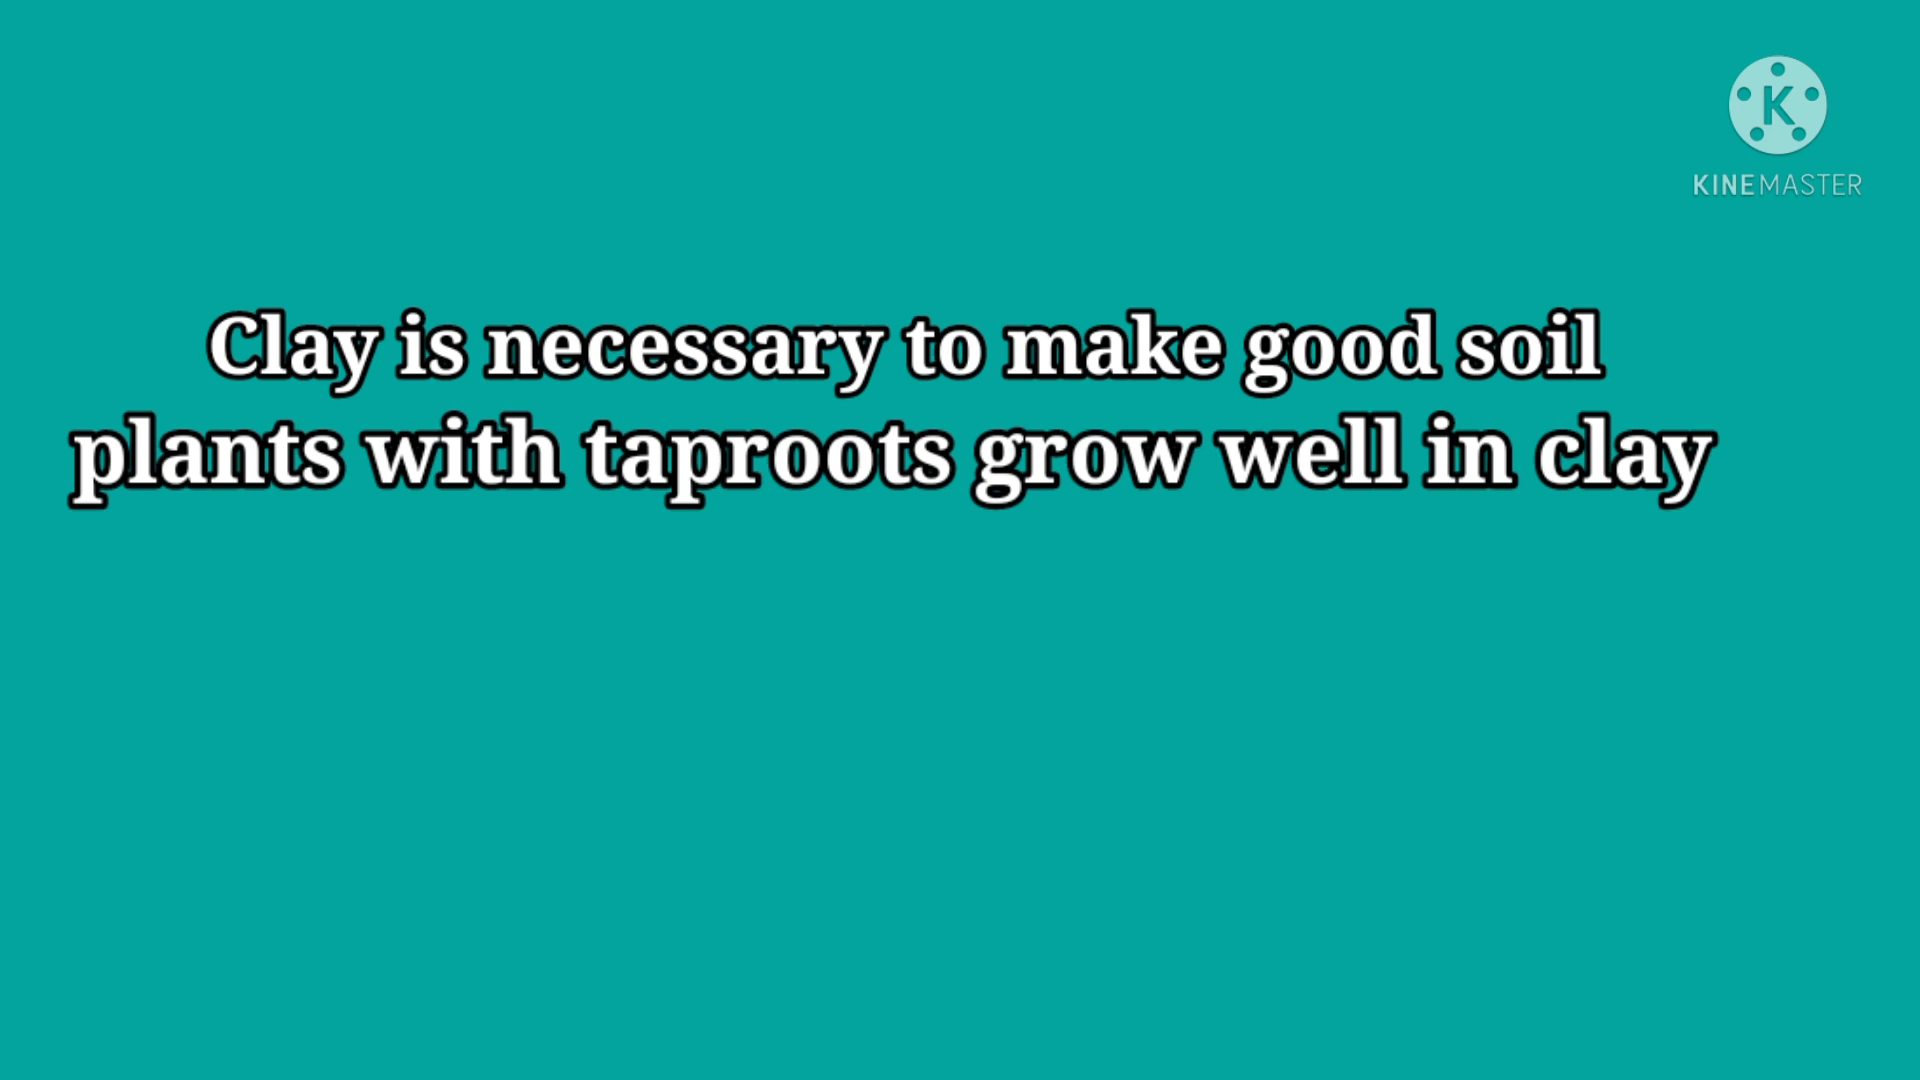 K
KINEMASTER
Clay is necessary to make good soil
plants with taproots grow well in clay